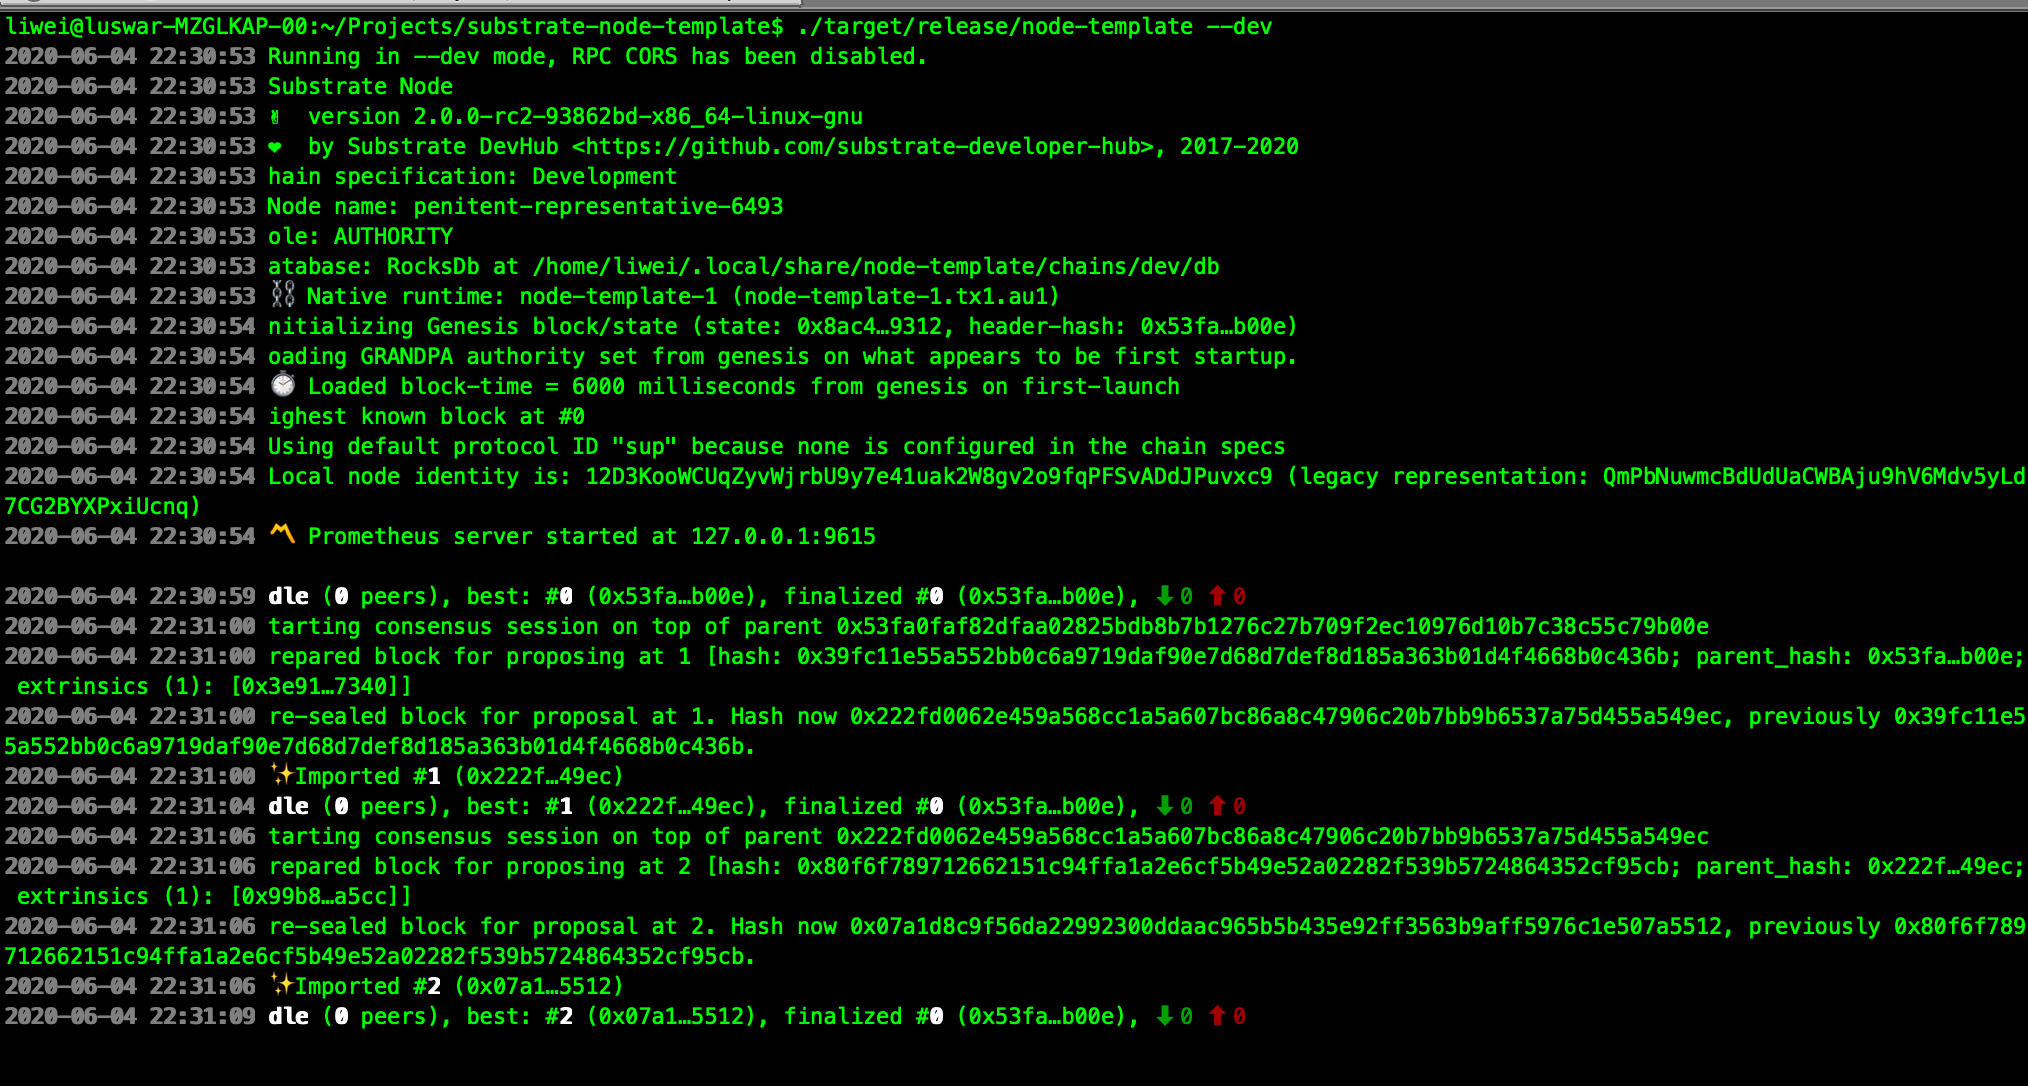 liwei@luswar-MZGLKAP-00:~/Projects/substrate-node-template$ ./target/release/node-template --dev
2020-06-04 22:30:53 Running in --dev mode, RPC CORS has been disabled.
2020-06-04 22:30:53 Substrate Node
2020-06-04 22:30:53 ✌️  version 2.0.0-rc2-93862bd-x86_64-linux-gnu
2020-06-04 22:30:53 ❤  by Substrate DevHub <https://github.com/substrate-developer-hub>, 2017-2020
2020-06-04 22:30:53 hain specification: Development
2020-06-04 22:30:53 Node name: penitent-representative-6493
2020-06-04 22:30:53 ole: AUTHORITY
2020-06-04 22:30:53 atabase: RocksDb at /home/liwei/.local/share/node-template/chains/dev/db
2020-06-04 22:30:53 ⛓ Native runtime: node-template-1 (node-template-1.tx1.au1)
2020-06-04 22:30:54 nitializing Genesis block/state (state: 0x8ac4…9312, header-hash: 0x53fa…b00e)
2020-06-04 22:30:54 oading GRANDPA authority set from genesis on what appears to be first startup.
2020-06-04 22:30:54 ⏱ Loaded block-time = 6000 milliseconds from genesis on first-launch
2020-06-04 22:30:54 ighest known block at #0
2020-06-04 22:30:54 Using default protocol ID "sup" because none is configured in the chain specs
2020-06-04 22:30:54 Local node identity is: 12D3KooWCUqZyvWjrbU9y7e41uak2W8gv2o9fqPFSvADdJPuvxc9 (legacy representation: QmPbNuwmcBdUdUaCWBAju9hV6Mdv5yLd
7CG2BYXPxiUcnq)
2020-06-04 22:30:54 〽️ Prometheus server started at 127.0.0.1:9615
2020-06-04 22:30:59 dle (0 peers), best: #0 (0x53fa…b00e), finalized #0 (0x53fa…b00e), ⬇ 0 ⬆ 0
2020-06-04 22:31:00 tarting consensus session on top of parent 0x53fa0faf82dfaa02825bdb8b7b1276c27b709f2ec10976d10b7c38c55c79b00e
2020-06-04 22:31:00 repared block for proposing at 1 [hash: 0x39fc11e55a552bb0c6a9719daf90e7d68d7def8d185a363b01d4f4668b0c436b; parent_hash: 0x53fa…b00e;
extrinsics (1): [0x3e91…7340]]
2020-06-04 22:31:00 re-sealed block for proposal at 1. Hash now 0x222fd0062e459a568cc1a5a607bc86a8c47906c20b7bb9b6537a75d455a549ec, previously 0x39fc11e5
5a552bb0c6a9719daf90e7d68d7def8d185a363b01d4f4668b0c436b.
2020-06-04 22:31:00 ✨Imported #1 (0x222f…49ec)
2020-06-04 22:31:04 dle (0 peers), best: #1 (0x222f…49ec), finalized #0 (0x53fa…b00e), ⬇ 0 ⬆ 0
2020-06-04 22:31:06 tarting consensus session on top of parent 0x222fd0062e459a568cc1a5a607bc86a8c47906c20b7bb9b6537a75d455a549ec
2020-06-04 22:31:06 repared block for proposing at 2 [hash: 0x80f6f789712662151c94ffa1a2e6cf5b49e52a02282f539b5724864352cf95cb; parent_hash: 0x222f…49ec;
extrinsics (1): [0x99b8…a5cc]]
2020-06-04 22:31:06 re-sealed block for proposal at 2. Hash now 0x07a1d8c9f56da22992300ddaac965b5b435e92ff3563b9aff5976c1e507a5512, previously 0x80f6f789
712662151c94ffa1a2e6cf5b49e52a02282f539b5724864352cf95cb.
2020-06-04 22:31:06 ✨Imported #2 (0x07a1…5512)
2020-06-04 22:31:09 dle (0 peers), best: #2 (0x07a1…5512), finalized #0 (0x53fa…b00e), ⬇ 0 ⬆ 0